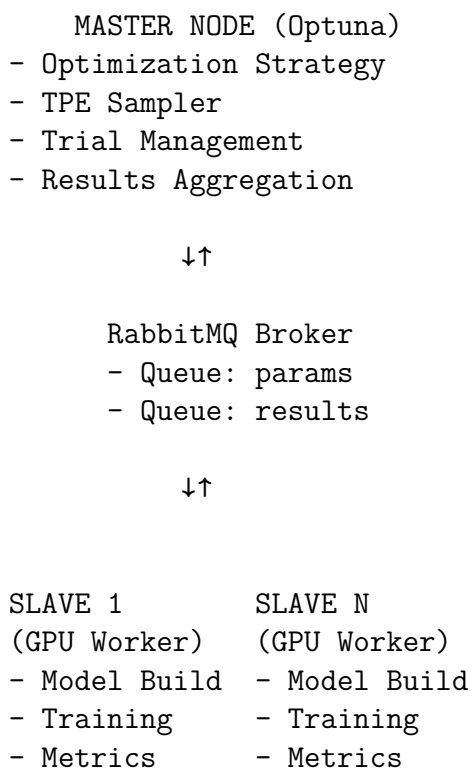 MASTER NODE (Optuna)
- Optimization Strategy
- TPE Sampler
- Trial Management
- Results Aggregation
↓↑
RabbitMQ Broker
- Queue: params
- Queue: results
↓↑
SLAVE 1 SLAVE N
(GPU Worker) (GPU Worker)
- Model Build - Model Build
- Training - Training
- Metrics - Metrics